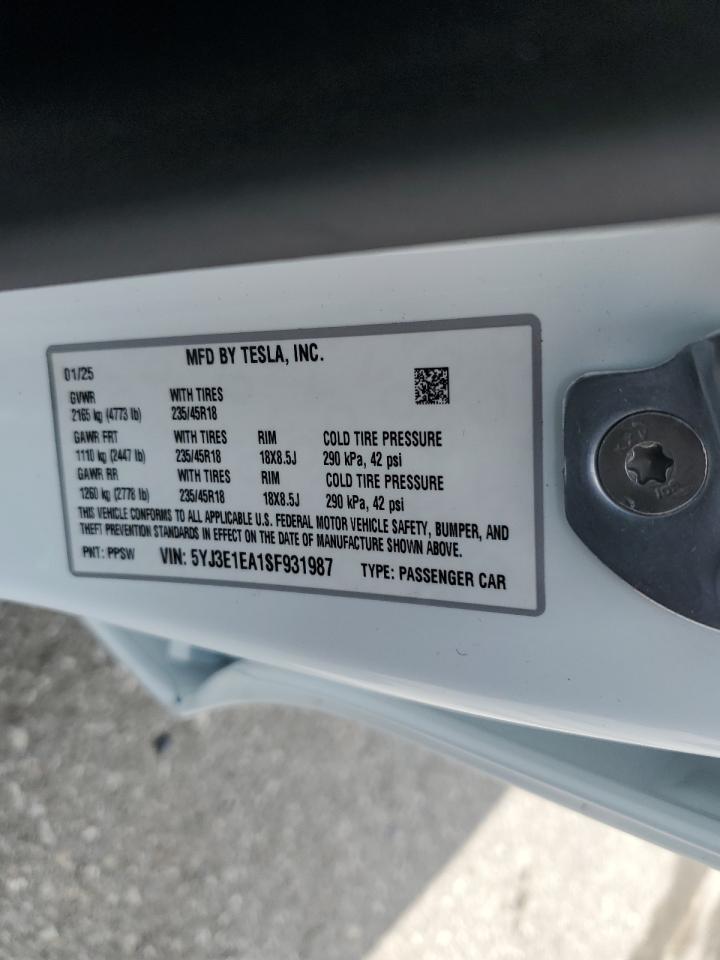 MFD BY TESLA, INC.
01/25
GVWR WITH TIRES
2165 kg (4773 lb) 235/45R18
GAWR FRT WITH TIRES RIM COLD TIRE PRESSURE
1110 kg (2447 lb) 235/45R18 18X8.5J 290 kPa, 42 psi
GAWR RR WITH TIRES RIM COLD TIRE PRESSURE
1260 kg (2778 lb) 235/45R18 18X8.5J 290 kPa, 42 psi
THIS VEHICLE CONFORMS TO ALL APPLICABLE U.S. FEDERAL MOTOR VEHICLE SAFETY, BUMPER, AND
THEFT PREVENTION STANDARDS IN EFFECT ON THE DATE OF MANUFACTURE SHOWN ABOVE.
PNT: PPSW VIN: 5YJ3E1EA1SF931987 TYPE: PASSENGER CAR